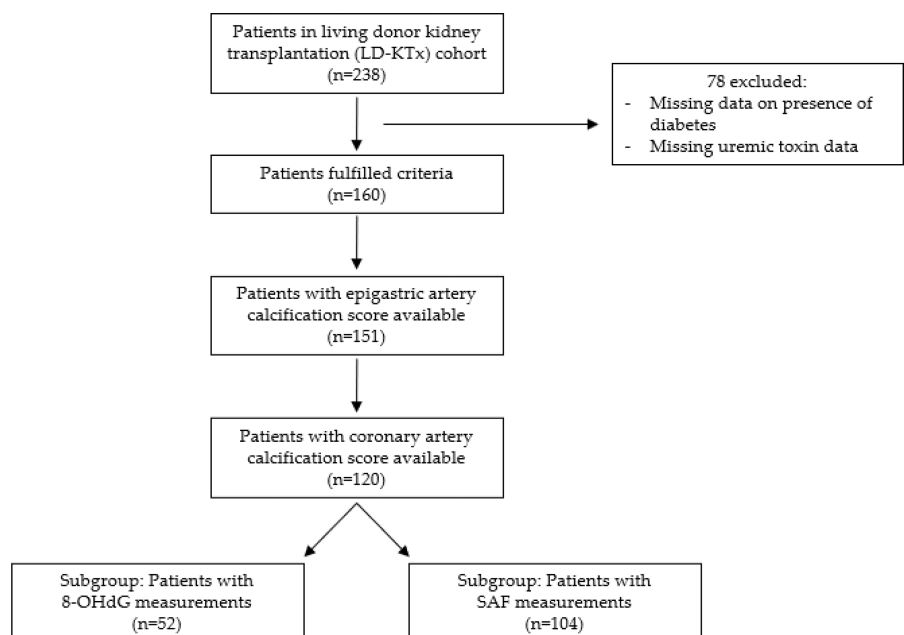 Patients in living donor kidney
transplantation (LD-KTx) cohort
(n=238)
78 excluded:
- Missing data on presence of
diabetes
- Missing uremic toxin data
Patients fulfilled criteria
(n=160)
Patients with epigastric artery
calcification score available
(n=151)
Patients with coronary artery
calcification score available
(n=120)
Subgroup: Patients with
8-OHdG measurements
(n=52)
Subgroup: Patients with
SAF measurements
(n=104)